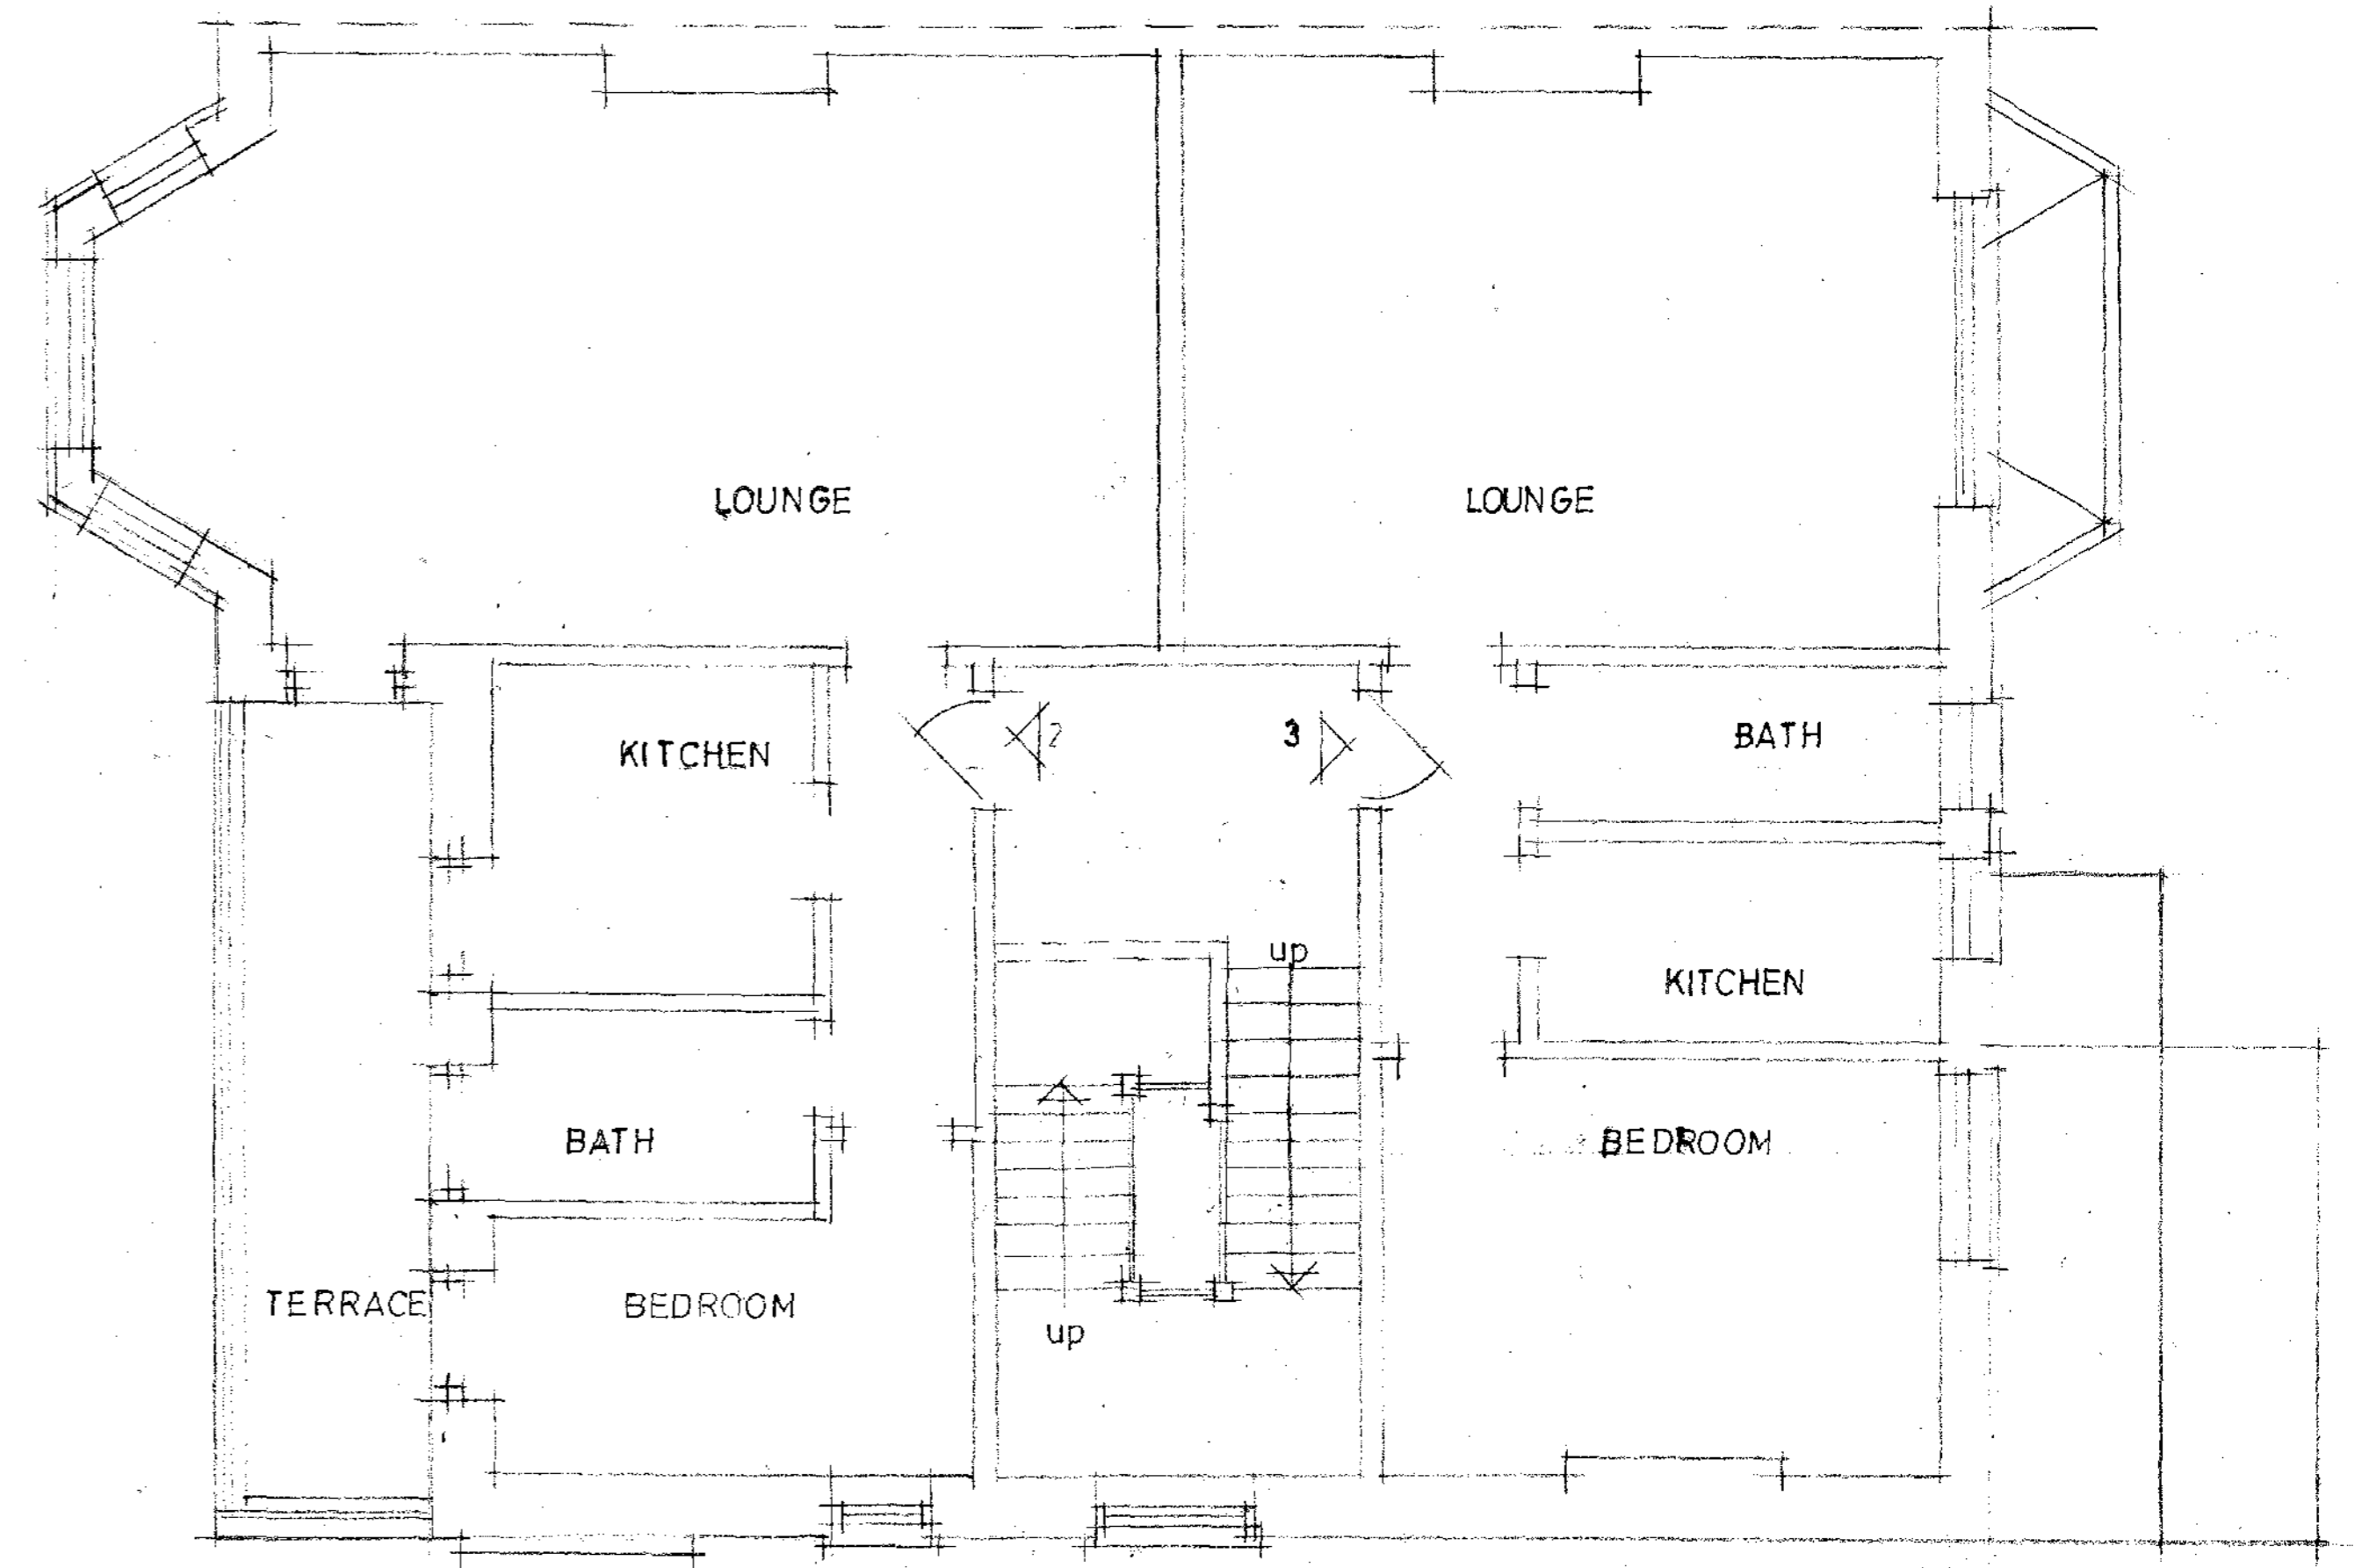 LOUNGE
LOUNGE
KITCHEN
2
3
BATH
up
KITCHEN
BATH
BEDROOM
TERRACE
BEDROOM
up